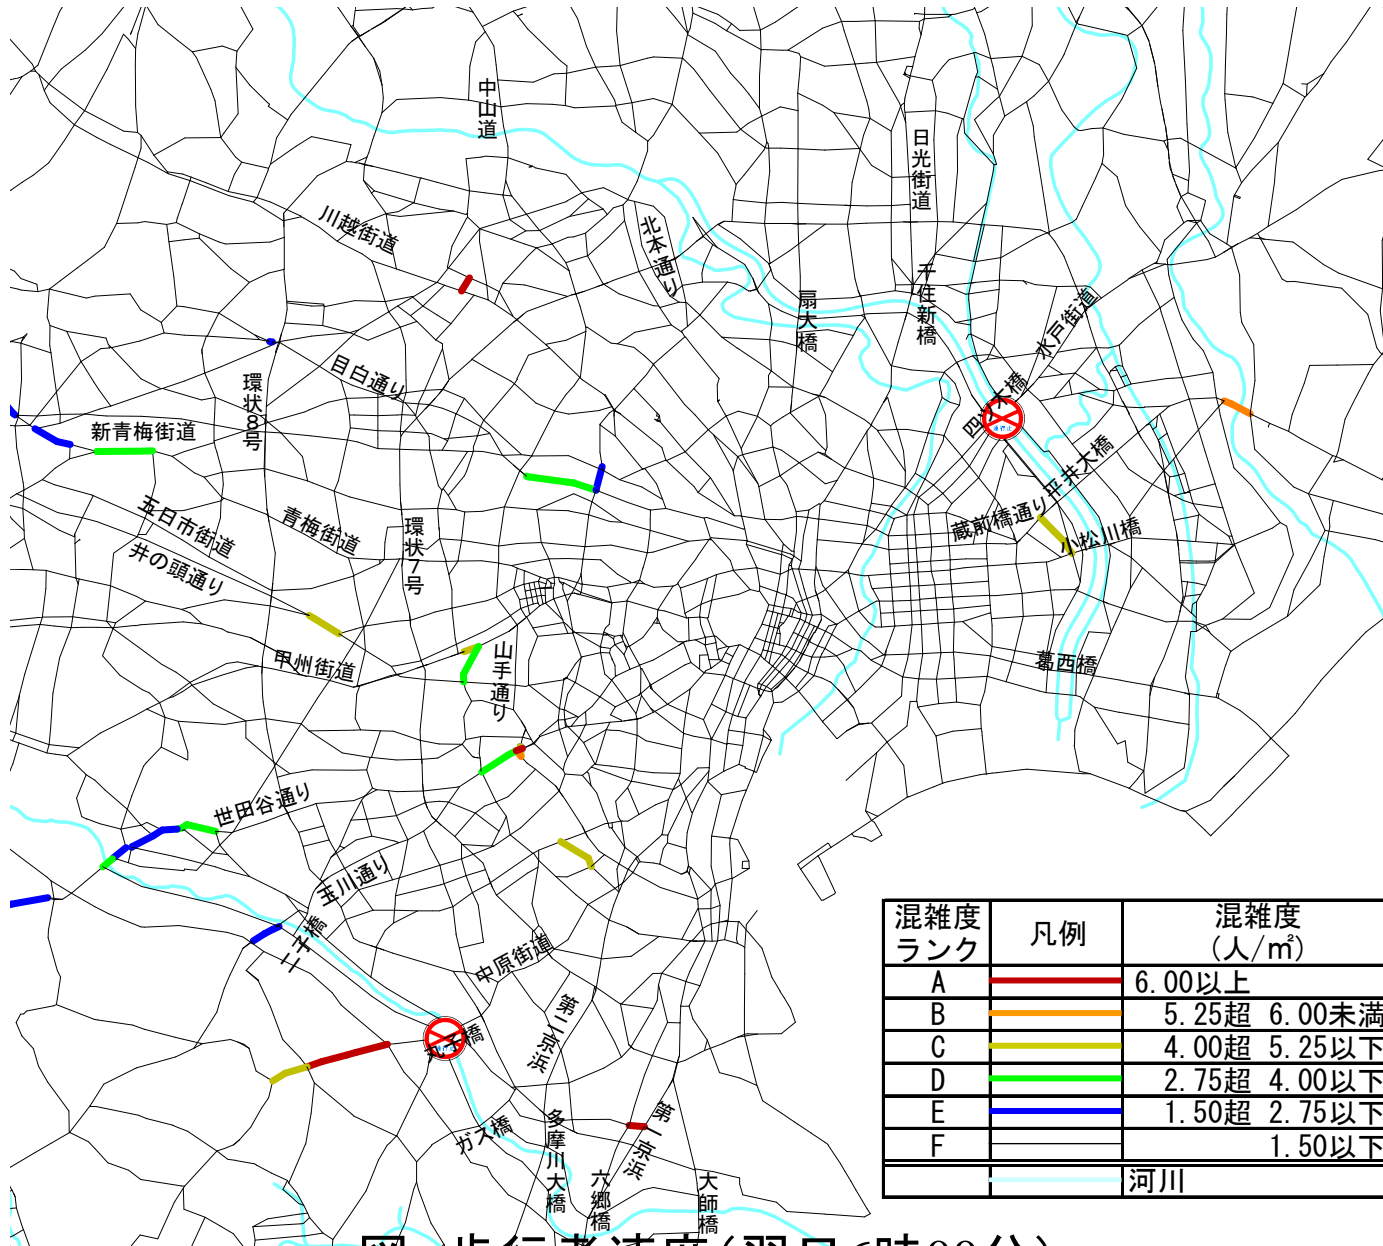 中山道
日光街道
川越街道
北本通り
千住新橋
扇大橋
水戸街道
目白通り
環状8号
四ツ木橋
新青梅街道
平井大橋
五日市街道
青梅街道
環状7号
蔵前橋通り
小松川橋
井の頭通り
甲州街道
山手通り
葛西橋
世田谷通り
玉川通り
二子橋
中原街道
第二京浜
丸子橋
ガス橋
多摩川大橋
第一京浜
六郷橋
大師橋
混雑度ランク 凡例 混雑度(人/㎡)
A 6.00以上
B 5.25超 6.00未満
C 4.00超 5.25以下
D 2.75超 4.00以下
E 1.50超 2.75以下
F 1.50以下
河川